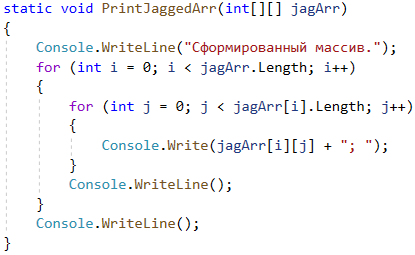 static void PrintJaggedArr(int[][] jagArr)
{
    Console.WriteLine("Сформированный массив.");
    for (int i = 0; i < jagArr.Length; i++)
    {
        for (int j = 0; j < jagArr[i].Length; j++)
        {
            Console.Write(jagArr[i][j] + "; ");
        }
        Console.WriteLine();
    }
    Console.WriteLine();
}